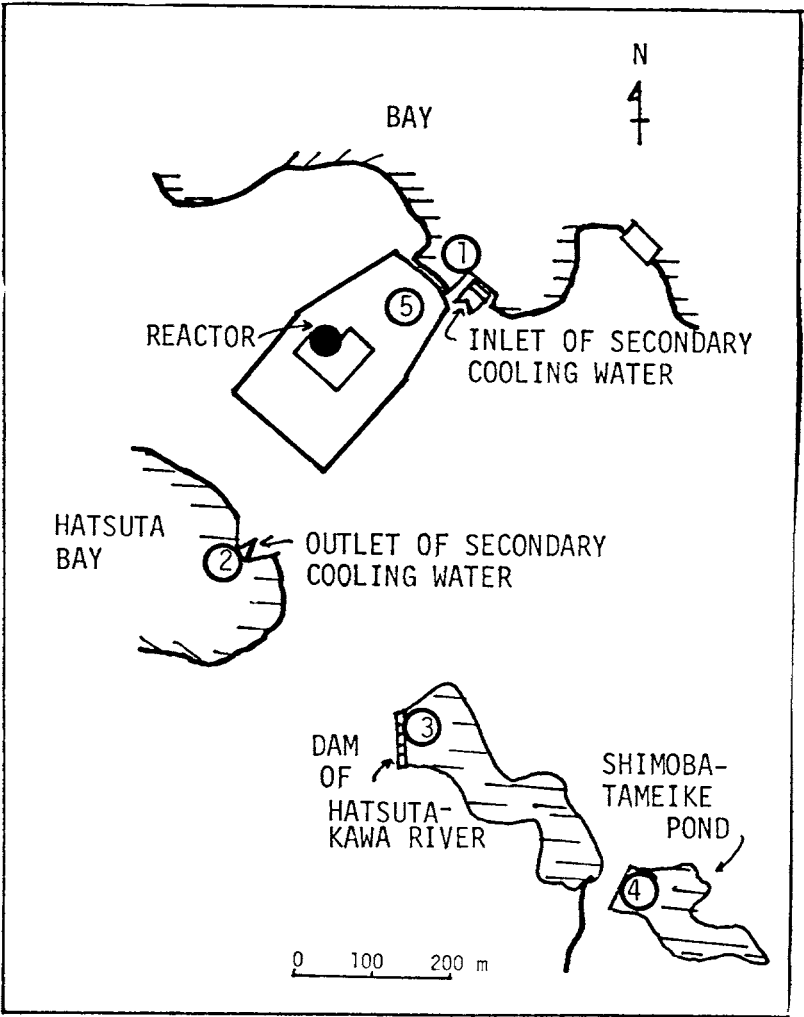 N
BAY
1
5
REACTOR
INLET OF SECONDARY
COOLING WATER
HATSUTA
BAY
2
OUTLET OF SECONDARY
COOLING WATER
3
DAM
OF
HATSUTA-
KAWA RIVER
SHIMOBA-
TAMEIKE
POND
4
0 100 200 m